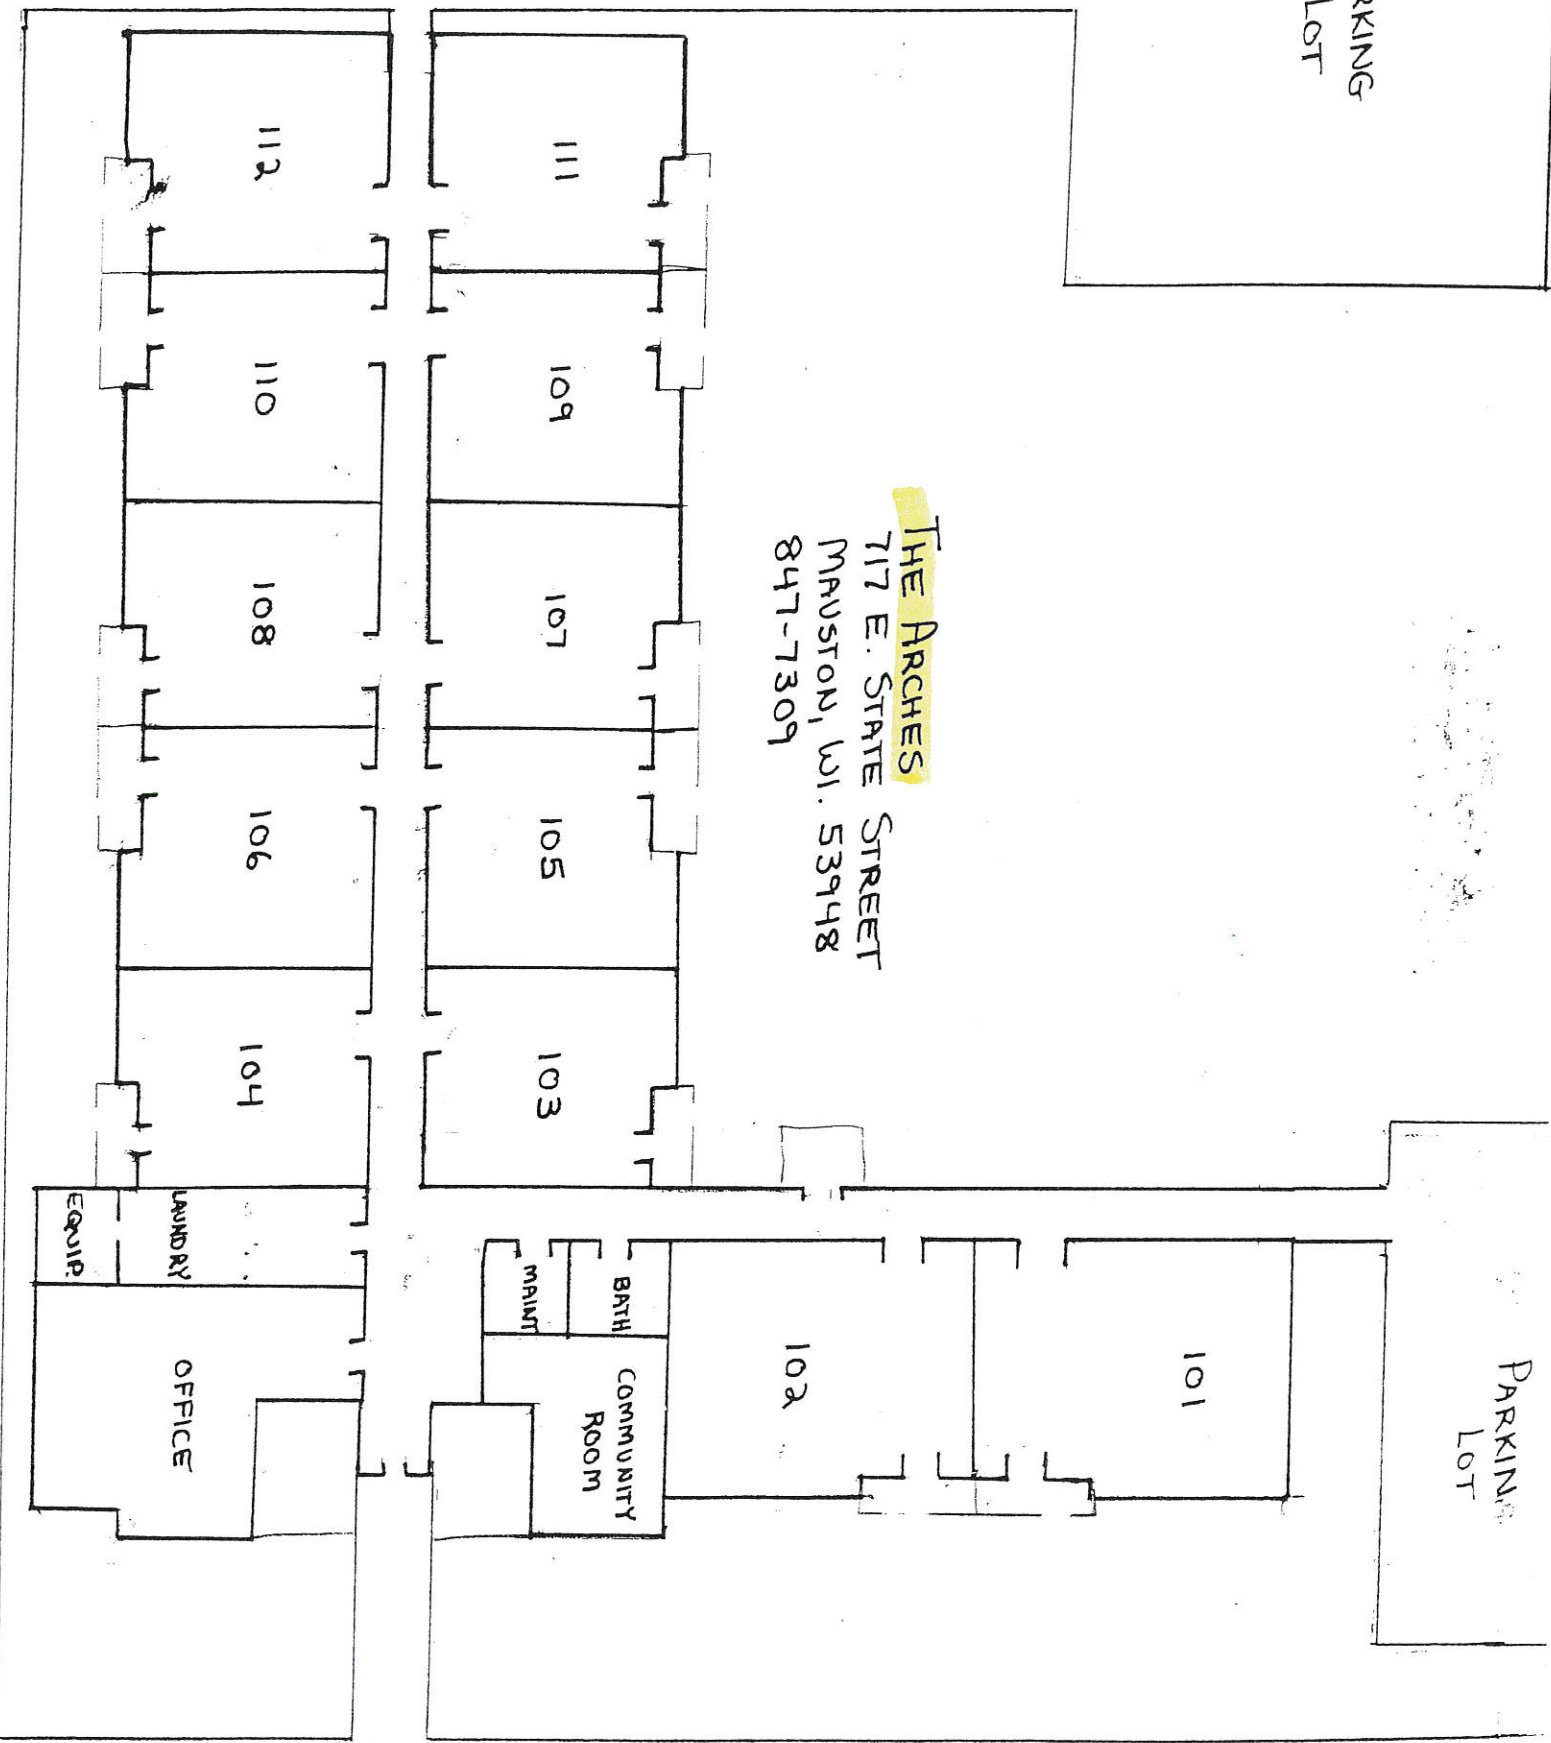 THE ARCHES
717 E. STATE STREET
MAUSTON, WI. 53948
847-7309
RKING
LOT
PARKING
LOT
101
102
BATH
MAINT
COMMUNITY
ROOM
103
105
107
109
111
104
106
108
110
112
LAUNDRY
EQUIP.
OFFICE